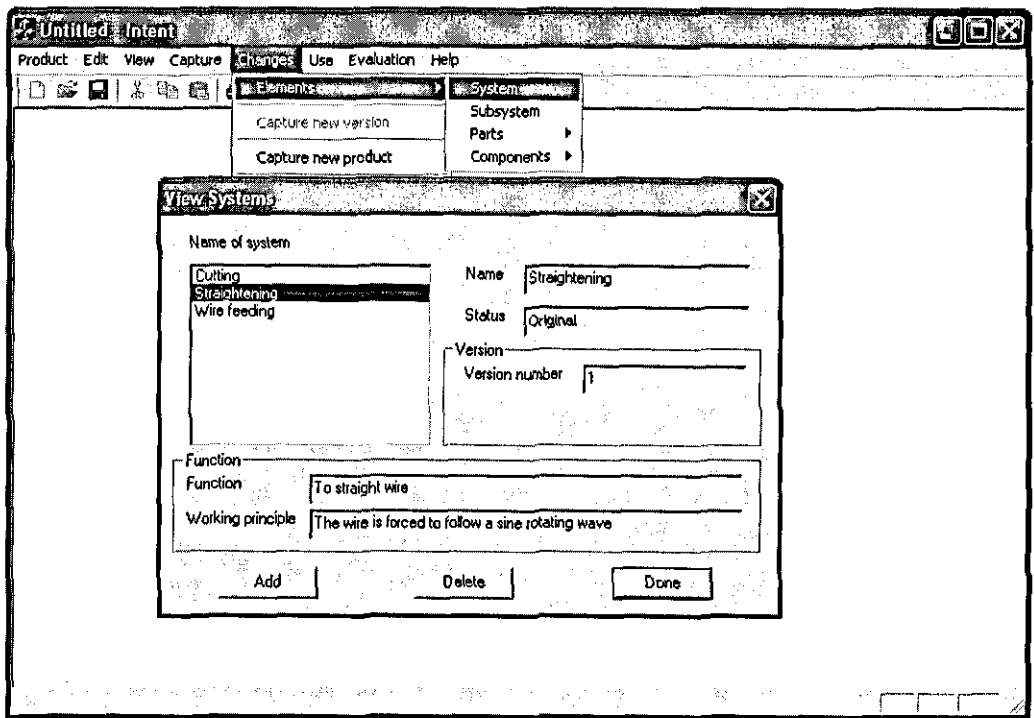 Untitled - Intent
Product Edit View Capture Changes Use Evaluation Help
Elements System
Subsystem
Capture new version
Parts
Capture new product Components
View Systems
Name of system
Cutting
Straightening
Wire feeding
Name Straightening
Status Original
Version
Version number 1
Function
Function To straight wire
Working principle The wire is forced to follow a sine rotating wave
Add Delete Done